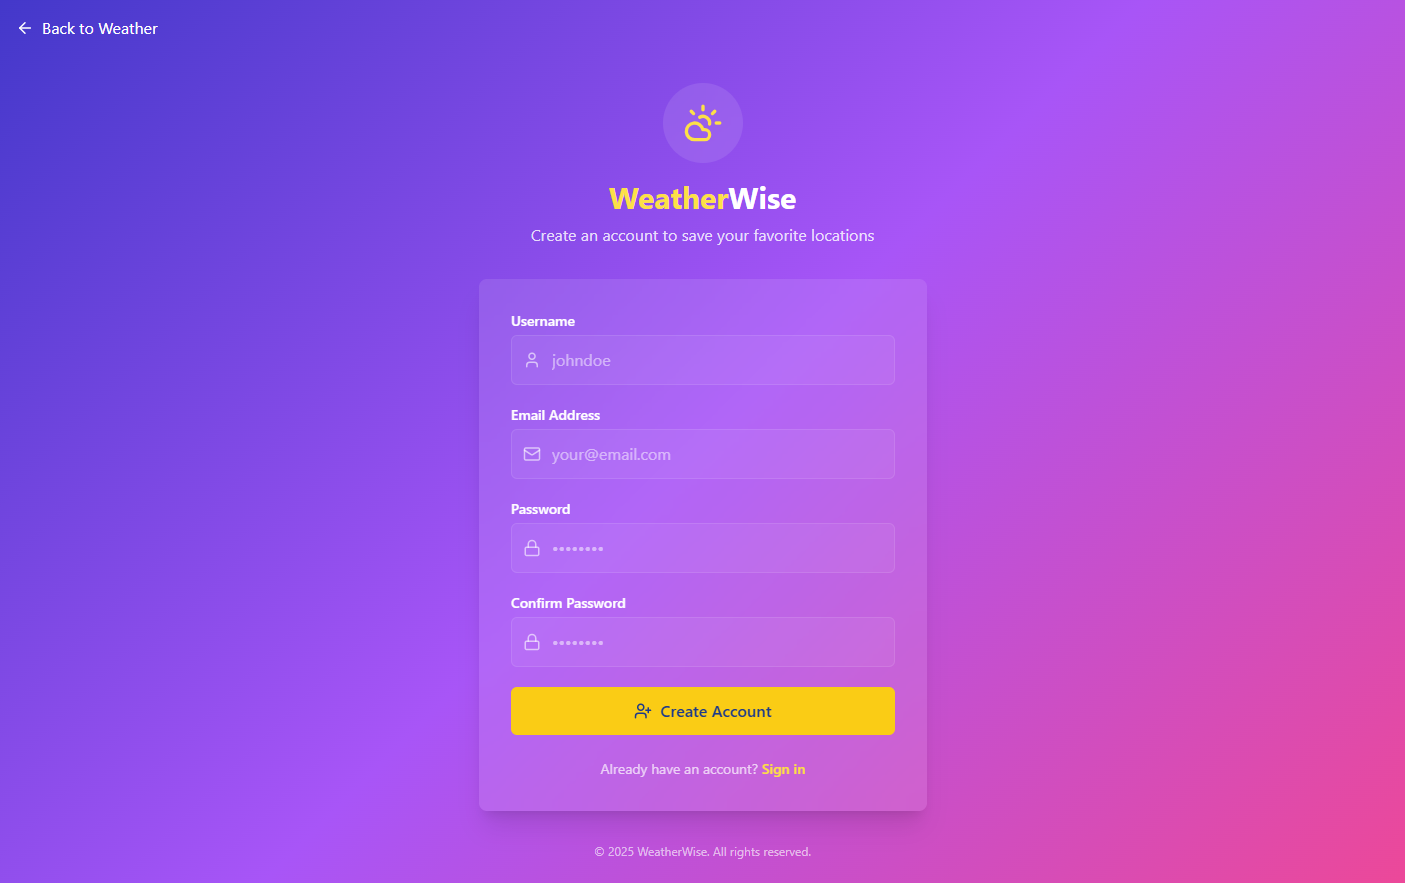 Back to Weather
WeatherWise
Create an account to save your favorite locations
Username
johndoe
Email Address
your@email.com
Password
••••••••
Confirm Password
••••••••
Create Account
Already have an account? Sign in
© 2025 WeatherWise. All rights reserved.